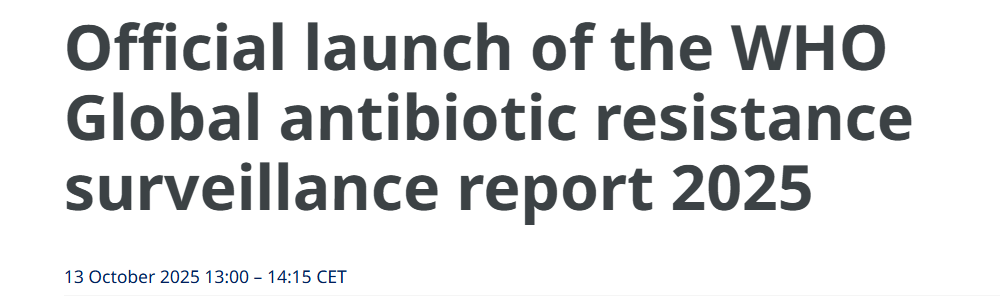 Official launch of the WHO
Global antibiotic resistance
surveillance report 2025
13 October 2025 13:00 – 14:15 CET